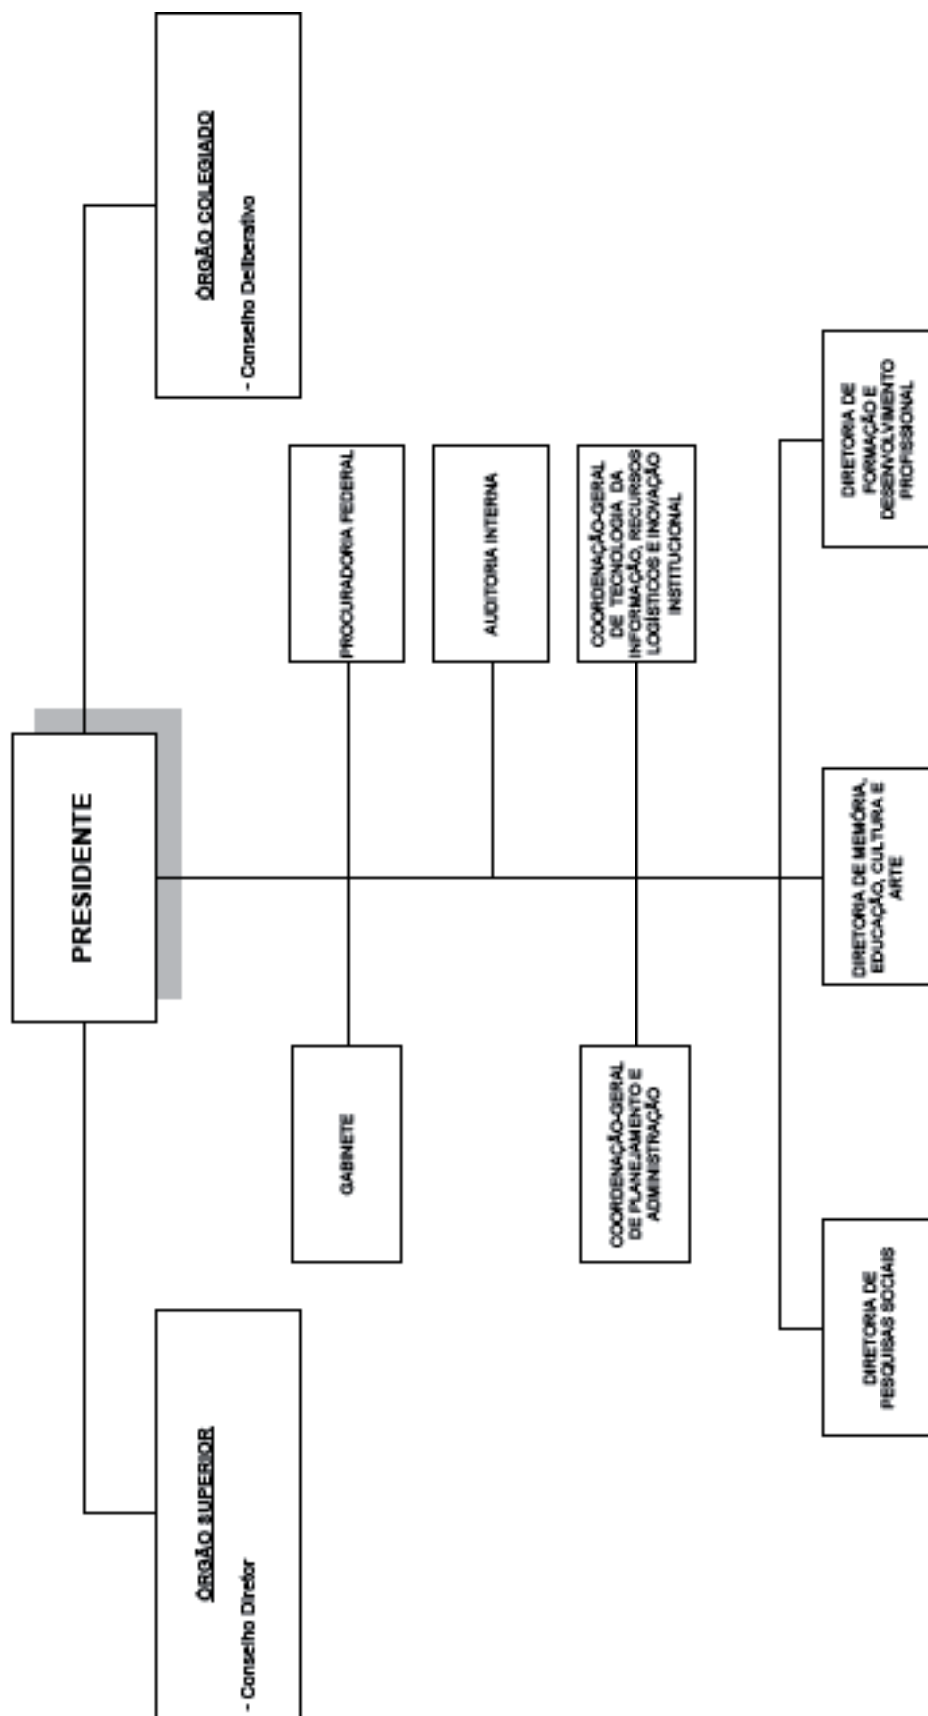 PRESIDENTE
ÓRGÃO SUPERIOR
- Conselho Diretor
ÓRGÃO COLEGIADO
- Conselho Deliberativo
GABINETE
PROCURADORIA FEDERAL
AUDITORIA INTERNA
COORDENAÇÃO-GERAL
DE PLANEJAMENTO E
ADMINISTRAÇÃO
COORDENAÇÃO-GERAL
DE TECNOLOGIA DA
INFORMAÇÃO, RECURSOS
LOGÍSTICOS E INOVAÇÃO
INSTITUCIONAL
DIRETORIA DE
PESQUISAS SOCIAIS
DIRETORIA DE MEMÓRIA,
EDUCAÇÃO, CULTURA E
ARTE
DIRETORIA DE
FORMAÇÃO E
DESENVOLVIMENTO
PROFISSIONAL